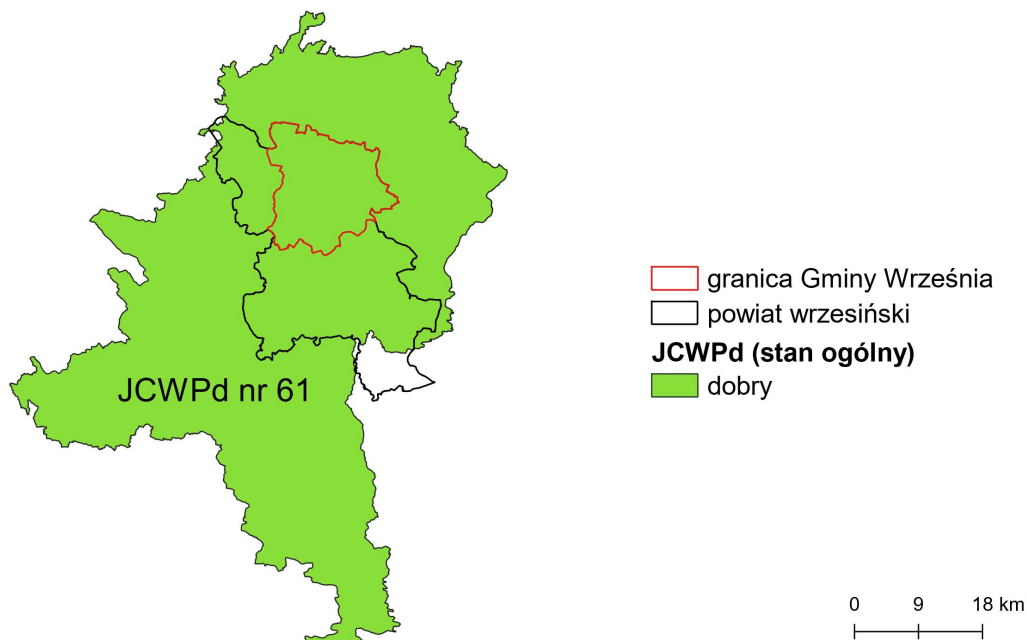 granica Gminy Września
powiat wrzesiński
JCWPd (stan ogólny)
dobry
JCWPd nr 61
0 9 18 km